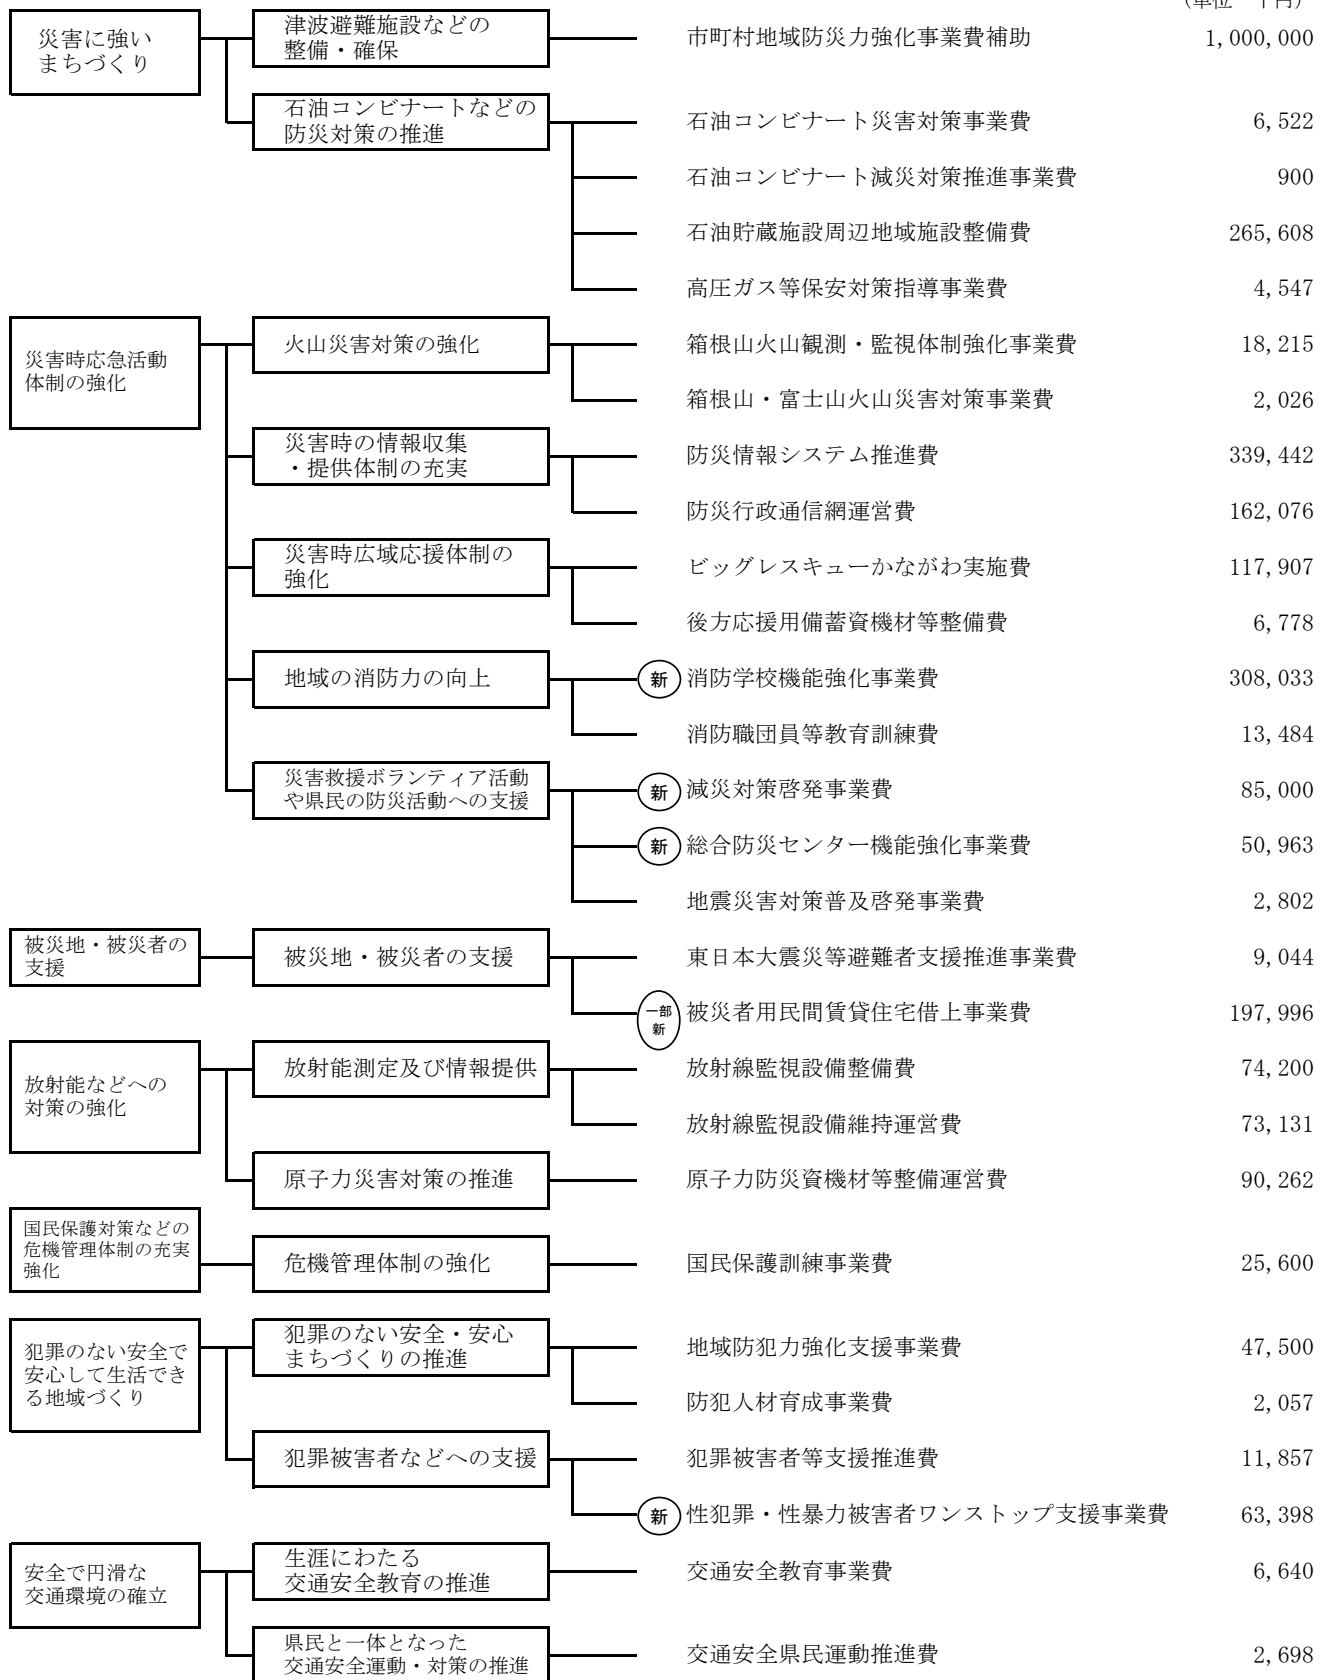 災害に強い
まちづくり
津波避難施設などの
整備・確保
市町村地域防災力強化事業費補助 1,000,000
石油コンビナートなどの
防災対策の推進
石油コンビナート災害対策事業費 6,522
石油コンビナート減災対策推進事業費 900
石油貯蔵施設周辺地域施設整備費 265,608
高圧ガス等保安対策指導事業費 4,547
災害時応急活動
体制の強化
火山災害対策の強化
箱根山火山観測・監視体制強化事業費 18,215
箱根山・富士山火山災害対策事業費 2,026
災害時の情報収集
・提供体制の充実
防災情報システム推進費 339,442
防災行政通信網運営費 162,076
災害時広域応援体制の
強化
ビッグレスキューかながわ実施費 117,907
後方応援用備蓄資機材等整備費 6,778
地域の消防力の向上
新 消防学校機能強化事業費 308,033
消防職団員等教育訓練費 13,484
災害救援ボランティア活動
や県民の防災活動への支援
新 減災対策啓発事業費 85,000
新 総合防災センター機能強化事業費 50,963
地震災害対策普及啓発事業費 2,802
被災地・被災者の
支援
被災地・被災者の支援
東日本大震災等避難者支援推進事業費 9,044
一部
新
被災者用民間賃貸住宅借上事業費 197,996
放射能などへの
対策の強化
放射能測定及び情報提供
放射線監視設備整備費 74,200
放射線監視設備維持運営費 73,131
原子力災害対策の推進
原子力防災資機材等整備運営費 90,262
国民保護対策などの
危機管理体制の充実
強化
危機管理体制の強化
国民保護訓練事業費 25,600
犯罪のない安全で
安心して生活でき
る地域づくり
犯罪のない安全・安心
まちづくりの推進
地域防犯力強化支援事業費 47,500
防犯人材育成事業費 2,057
犯罪被害者などへの支援
犯罪被害者等支援推進費 11,857
新 性犯罪・性暴力被害者ワンストップ支援事業費 63,398
安全で円滑な
交通環境の確立
生涯にわたる
交通安全教育の推進
交通安全教育事業費 6,640
県民と一体となった
交通安全運動・対策の推進
交通安全県民運動推進費 2,698